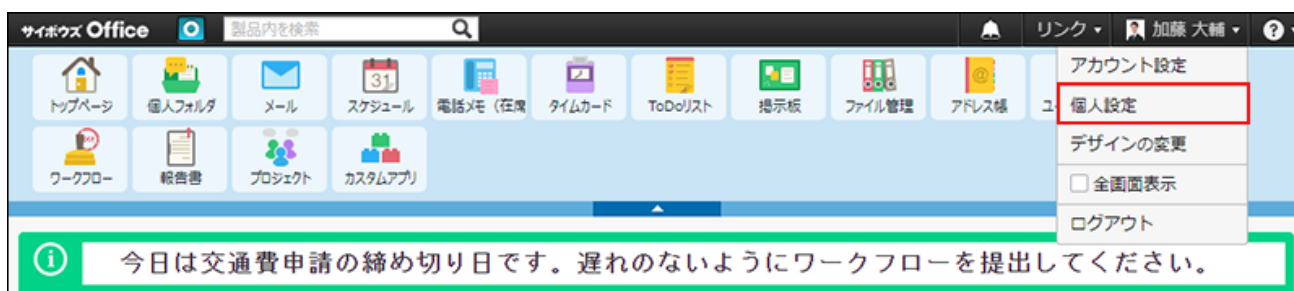 サイボウズ Office 製品内を検索 リンク 加藤 大輔 ?
アカウント設定
トップページ 個人フォルダ メール スケジュール 電話メモ（在席 タイムカード ToDoリスト 掲示板 ファイル管理 アドレス帳 ユ
個人設定
デザインの変更
ワークフロー 報告書 プロジェクト カスタムアプリ
全画面表示
ログアウト
今日は交通費申請の締め切り日です。遅れのないようにワークフローを提出してください。